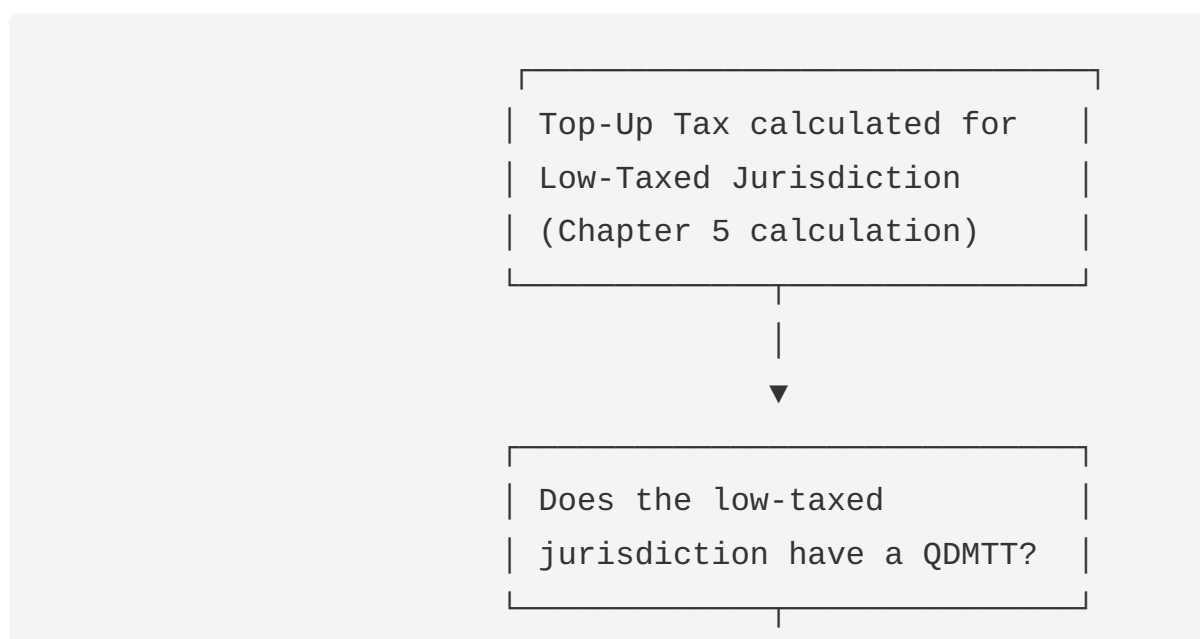 Top-Up Tax calculated for
Low-Taxed Jurisdiction
(Chapter 5 calculation)
Does the low-taxed
jurisdiction have a QDMTT?